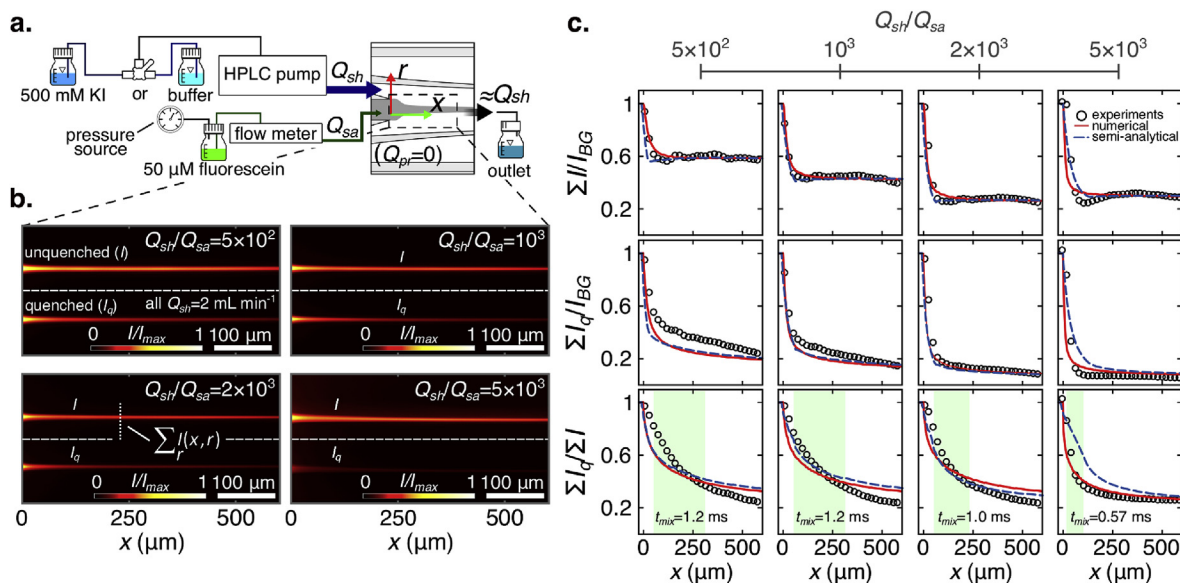 a.
500 mM KI
or
buffer
HPLC pump
Q_sh
r
x
≈Q_sh
pressure
source
flow meter
Q_sa
50 μM fluorescein
(Q_pr=0)
outlet
b.
unquenched (I)
Q_sh/Q_sa=5×10²
quenched (I_q)
all Q_sh=2 mL min⁻¹
0 I/I_max 1 100 μm
Q_sh/Q_sa=10³
I
I_q
0 I/I_max 1 100 μm
Q_sh/Q_sa=2×10³
I
∑_r I(x,r)
I_q
0 I/I_max 1 100 μm
Q_sh/Q_sa=5×10³
I
I_q
0 I/I_max 1 100 μm
0 250 500
x (μm)
0 250 500
x (μm)
c.
Q_sh/Q_sa
5×10² 10³ 2×10³ 5×10³
ΣI/I_BG
1
0.6
0.2
experiments
numerical
semi-analytical
ΣI_q/I_BG
1
0.6
0.2
ΣI_q/ΣI
1
0.6
0.2
t_mix=1.2 ms
t_mix=1.2 ms
t_mix=1.0 ms
t_mix=0.57 ms
0 250 500
x (μm)
0 250 500
x (μm)
0 250 500
x (μm)
0 250 500
x (μm)